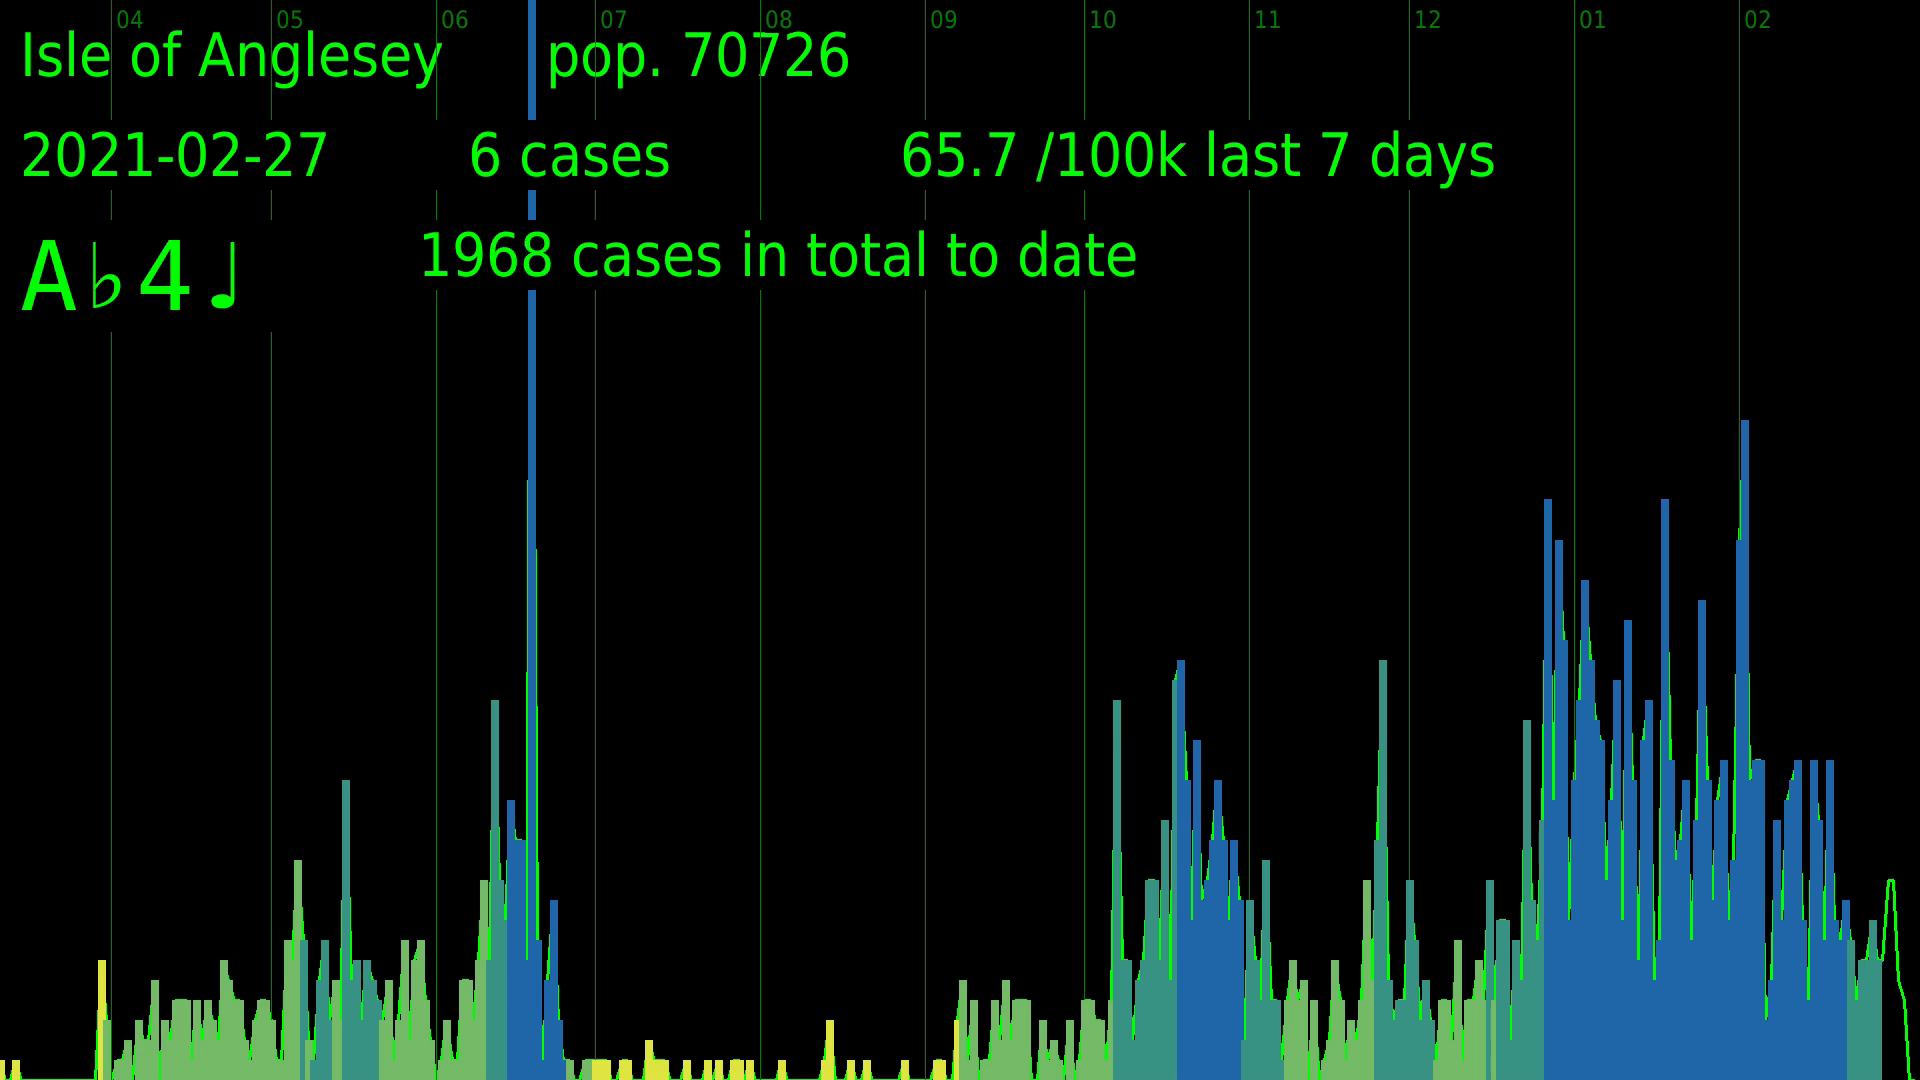 04 05 06 07 08 09 10 11 12 01 02
Isle of Anglesey pop. 70726
2021-02-27 6 cases 65.7 /100k last 7 days
1968 cases in total to date
A♭4♩